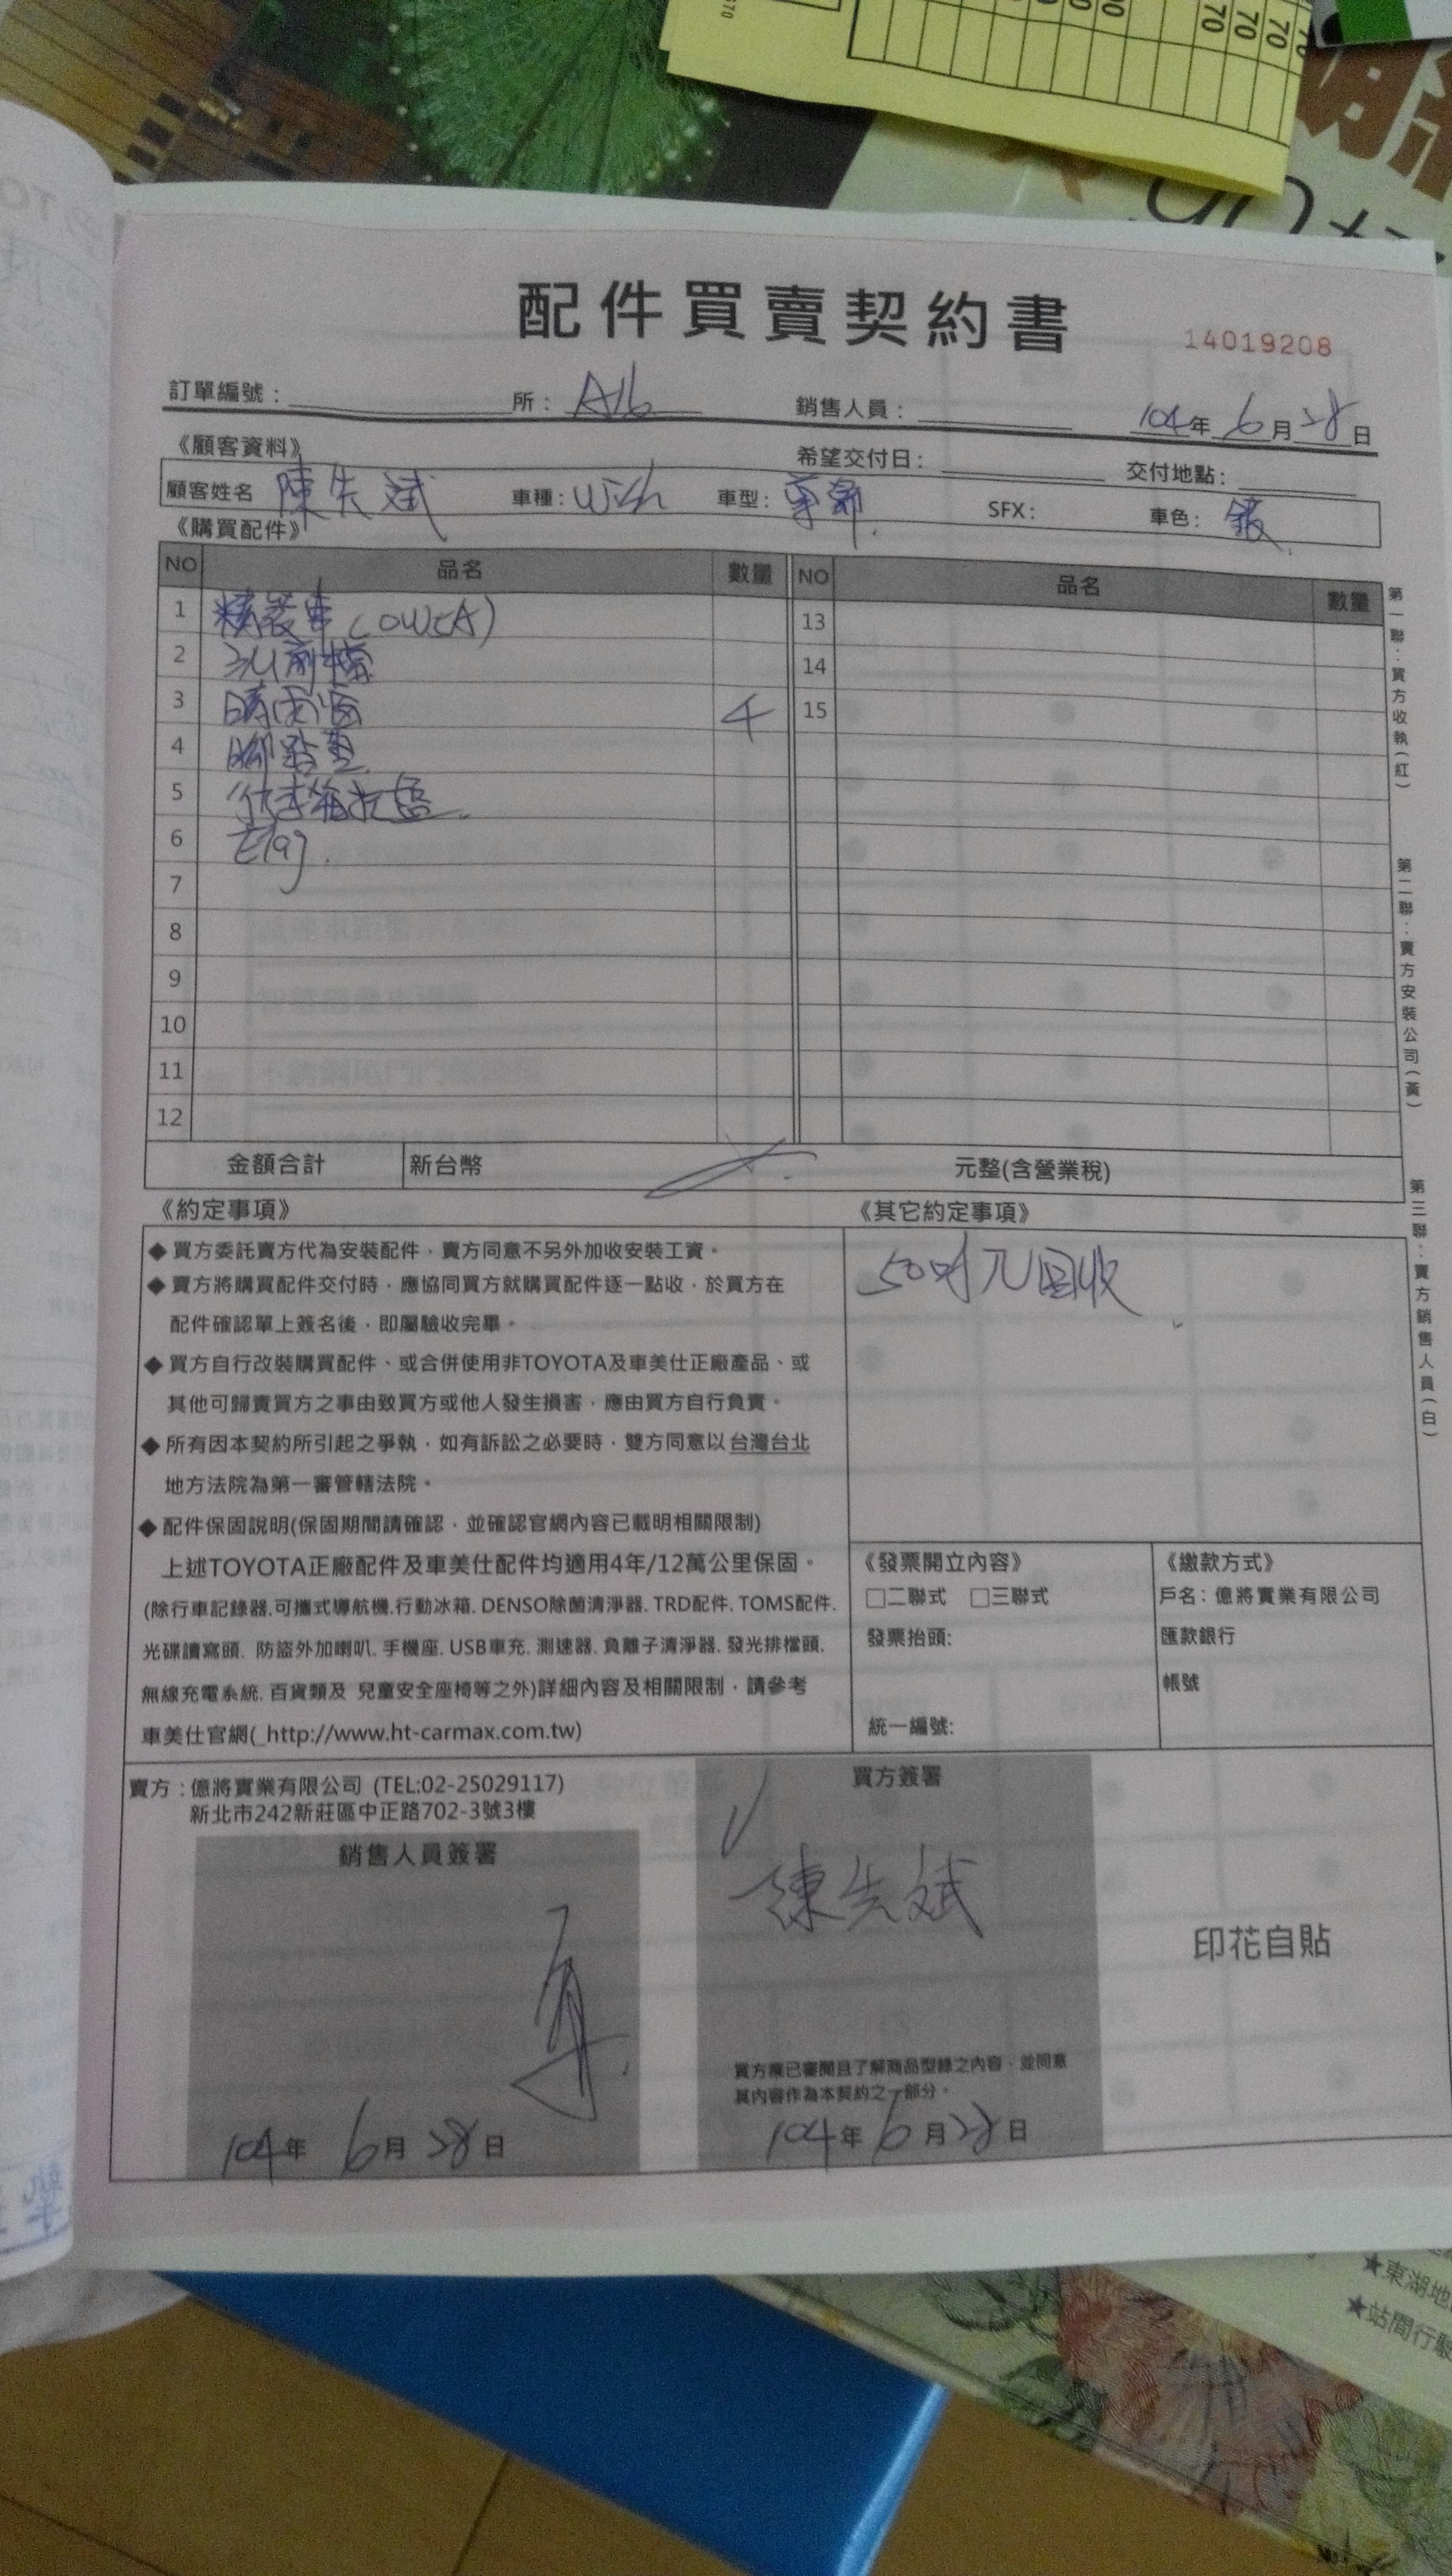 配件買賣契約書
14019208
訂單編號： 所： A16 銷售人員： 104年 6月 28日
《顧客資料》 希望交付日： 交付地點：
顧客姓名 陳先斌 車種：wish 車型： SFX： 車色：銀
《購買配件》
NO 品名 數量 NO 品名 數量
1 精裝車 13
2 3M前檔 14
3 晴雨窗 4 15
4 腳踏墊
5 行李箱
6 Etag.
7
8
9
10
11
12
金額合計 新台幣 元整(含營業稅)
第一聯：買方收執(紅)
第二聯：賣方安裝公司(黃)
第三聯：賣方銷售人員(白)
《約定事項》
◆買方委託賣方代為安裝配件，賣方同意不另外加收安裝工資。
◆賣方將購買配件交付時，應協同買方就購買配件逐一點收，於買方在
配件確認單上簽名後，即屬驗收完畢。
◆買方自行改裝購買配件、或合併使用非TOYOTA及車美仕正廠產品、或
其他可歸責買方之事由致買方或他人發生損害，應由買方自行負責。
◆所有因本契約所引起之爭執，如有訴訟之必要時，雙方同意以台灣台北
地方法院為第一審管轄法院。
◆配件保固說明(保固期間請確認，並確認官網內容已載明相關限制)
上述TOYOTA正廠配件及車美仕配件均適用4年/12萬公里保固。
(除行車記錄器.可攜式導航機.行動冰箱.DENSO除菌清淨器.TRD配件.TOMS配件.
光碟讀寫頭.防盜外加喇叭.手機座.USB車充.測速器.負離子清淨器.發光排檔頭.
無線充電系統.百貨類及 兒童安全座椅等之外)詳細內容及相關限制，請參考
車美仕官網(_http://www.ht-carmax.com.tw)
《其它約定事項》
回收
《發票開立內容》
□二聯式 □三聯式
發票抬頭:
統一編號:
《繳款方式》
戶名：億將實業有限公司
匯款銀行
帳號
賣方：億將實業有限公司 (TEL:02-25029117)
新北市242新莊區中正路702-3號3樓
銷售人員簽署
104年 6月 28日
買方簽署
陳先斌
買方業已審閱且了解商品型錄之內容，並同意
其內容作為本契約之一部分。
104年 6月 28日
印花自貼
70
70
70
★東湖地
★站間行駛